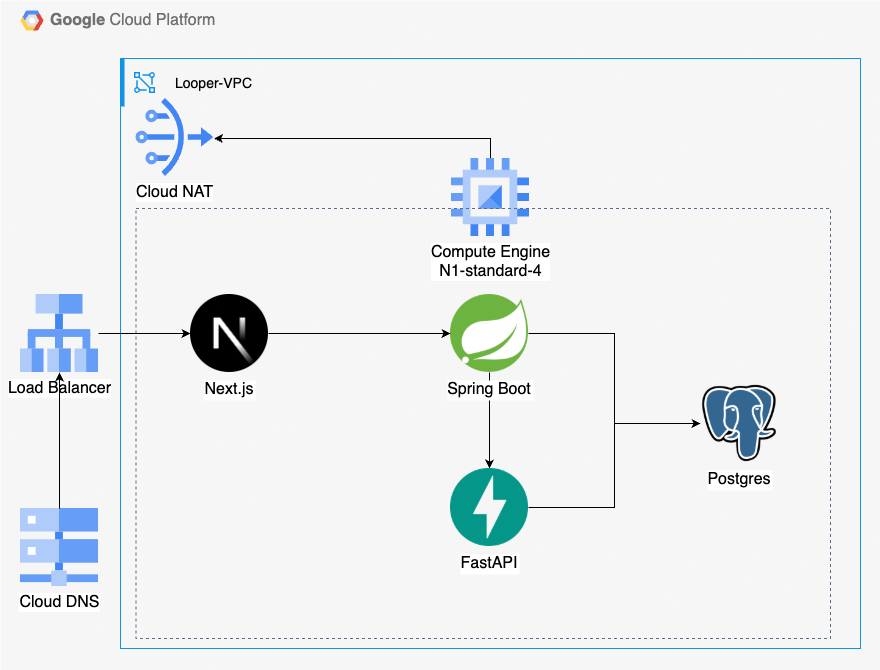 Google Cloud Platform
Looper-VPC
Cloud NAT
Compute Engine
N1-standard-4
Load Balancer
Next.js
Spring Boot
Postgres
FastAPI
Cloud DNS